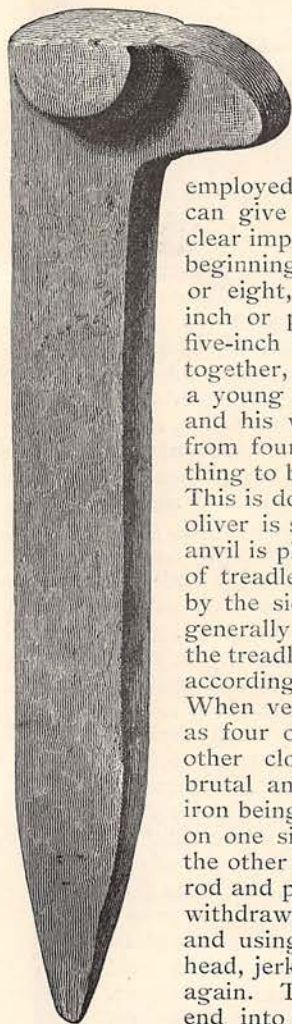 employed
can give
clear imp
beginning
or eight,
inch or p
five-inch
together,
a young
and his w
from four
thing to b
This is do
oliver is s
anvil is p
of treadle
by the sid
generally
the treadl
according
When ve
as four o
other clo
brutal an
iron being
on one si
the other
rod and p
withdraw
and using
head, jerk
again. T
end into